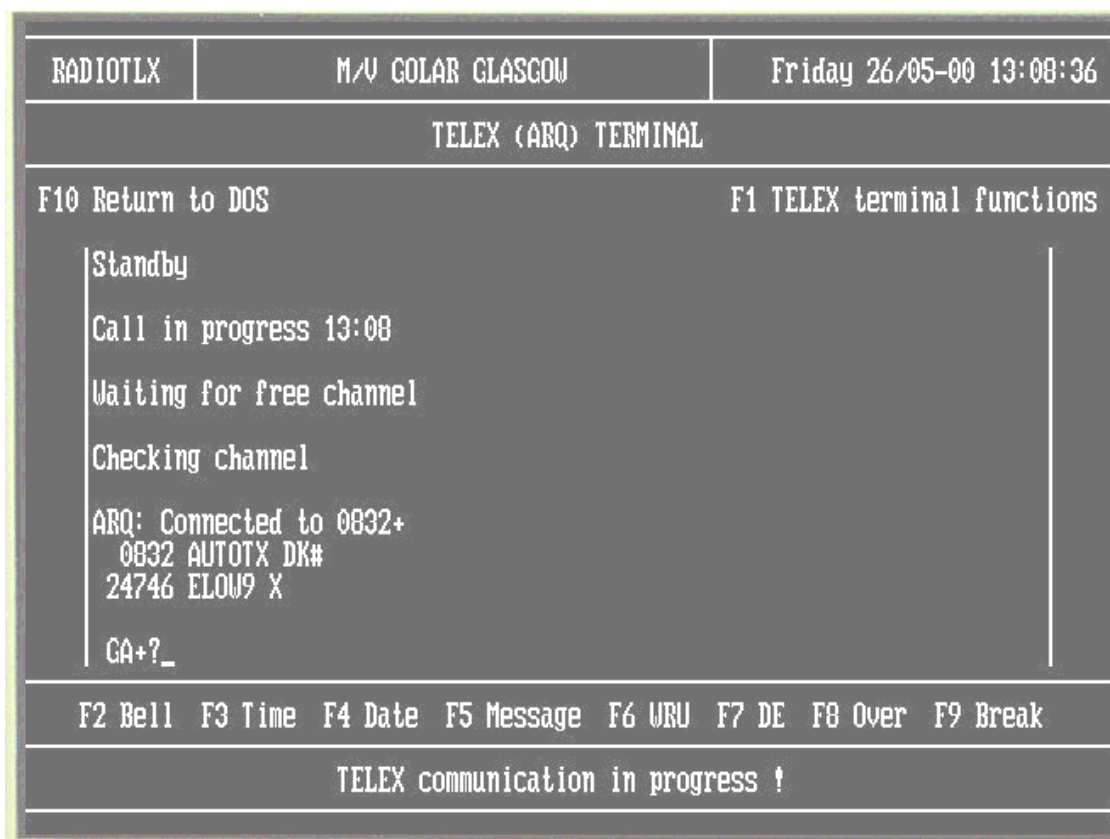 RADIOTLX M/V GOLAR GLASGOW Friday 26/05-00 13:08:36
TELEX (ARQ) TERMINAL
F10 Return to DOS F1 TELEX terminal functions
Standby
Call in progress 13:08
Waiting for free channel
Checking channel
ARQ: Connected to 0832+
0832 AUTOTX DK#
24746 ELOW9 X
GA+?_
F2 Bell F3 Time F4 Date F5 Message F6 WRU F7 DE F8 Over F9 Break
TELEX communication in progress !